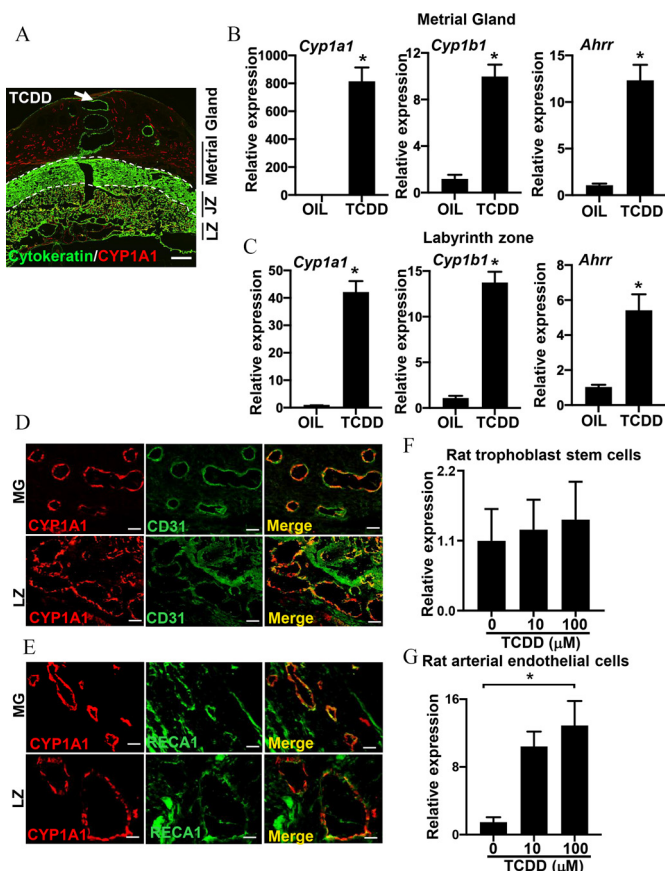 A
TCDD
Metrial Gland
JZ
LZ
Cytokeratin/CYP1A1
B
Metrial Gland
Cyp1a1
Relative expression
1000
800
600
400
200
0
*
OIL TCDD
Cyp1b1
Relative expression
12
8
4
0
*
OIL TCDD
Ahrr
Relative expression
15
10
5
0
*
OIL TCDD
C
Labyrinth zone
Cyp1a1
Relative expression
50
40
30
20
10
0
*
OIL TCDD
Cyp1b1
Relative expression
15
10
5
0
*
OIL TCDD
Ahrr
Relative expression
8
6
4
2
0
*
OIL TCDD
D
MG
CYP1A1
CD31
Merge
LZ
CYP1A1
CD31
Merge
E
MG
CYP1A1
RECA1
Merge
LZ
CYP1A1
RECA1
Merge
F
Rat trophoblast stem cells
Relative expression
2.2
1.1
0.0
0 10 100
TCDD (μM)
G
Rat arterial endothelial cells
Relative expression
16
12
8
0
*
0 10 100
TCDD (μM)